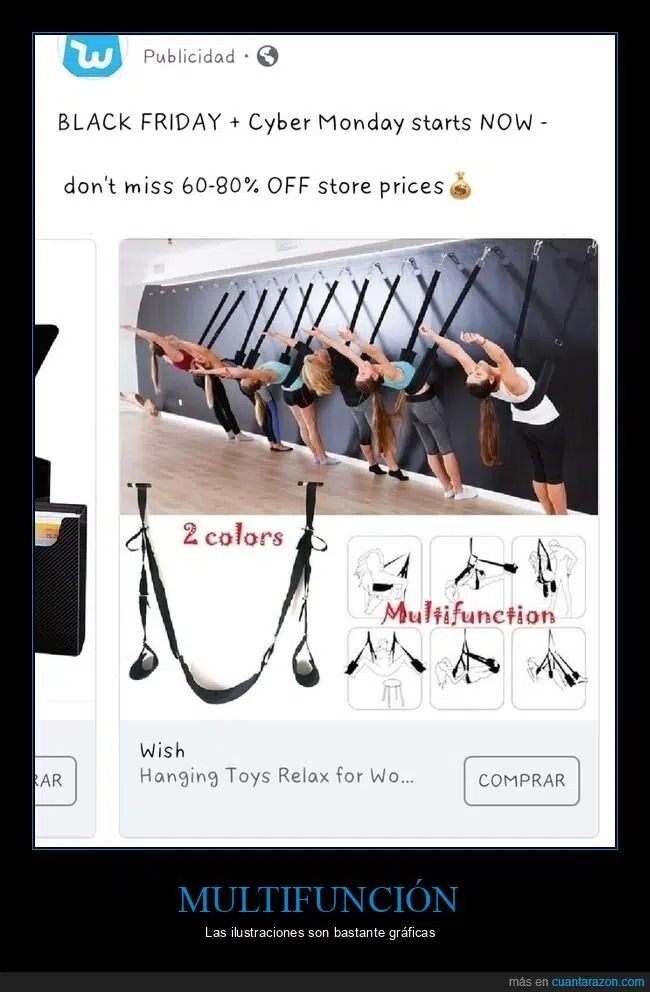 Publicidad ·
BLACK FRIDAY + Cyber Monday starts NOW -
don't miss 60-80% OFF store prices💰
2 colors
Multifunction
Wish
Hanging Toys Relax for Wo...
RAR
COMPRAR
MULTIFUNCIÓN
Las ilustraciones son bastante gráficas
más en cuantarazon.com